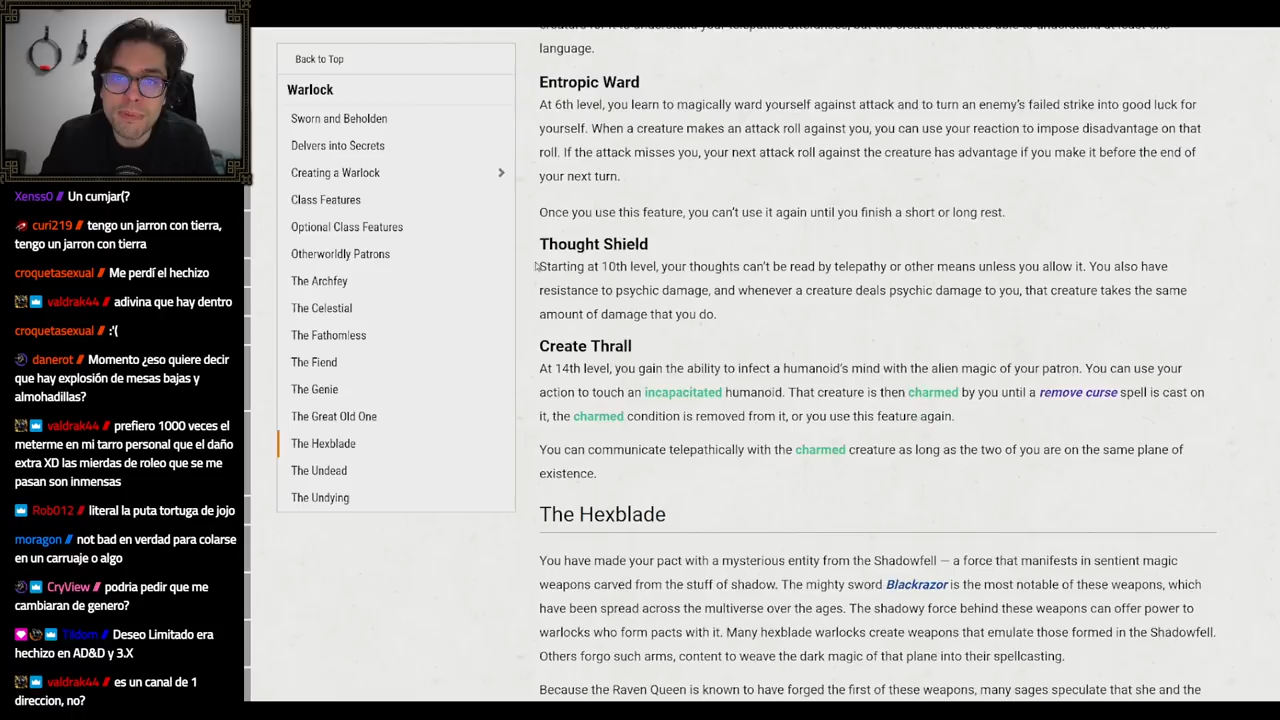 Xenss0 // Un cumjar(?
curi219 // tengo un jarron con tierra,
tengo un jarron con tierra
croquetasexual // Me perdí el hechizo
valdrak44 // adivina que hay dentro
croquetasexual // :'(
danerot // Momento ¿eso quiere decir
que hay explosión de mesas bajas y
almohadillas?
valdrak44 // prefiero 1000 veces el
meterme en mi tarro personal que el daño
extra XD las mierdas de roleo que se me
pasan son inmensas
Rob012 // literal la puta tortuga de jojo
moragon // not bad en verdad para colarse
en un carruaje o algo
CryView // podria pedir que me
cambiaran de genero?
Tildom // Deseo Limitado era
hechizo en AD&D y 3.X
valdrak44 // es un canal de 1
direccion, no?
Back to Top
Warlock
Sworn and Beholden
Delvers into Secrets
Creating a Warlock
Class Features
Optional Class Features
Otherworldly Patrons
The Archfey
The Celestial
The Fathomless
The Fiend
The Genie
The Great Old One
The Hexblade
The Undead
The Undying
language.
Entropic Ward
At 6th level, you learn to magically ward yourself against attack and to turn an enemy's failed strike into good luck for
yourself. When a creature makes an attack roll against you, you can use your reaction to impose disadvantage on that
roll. If the attack misses you, your next attack roll against the creature has advantage if you make it before the end of
your next turn.
Once you use this feature, you can't use it again until you finish a short or long rest.
Thought Shield
Starting at 10th level, your thoughts can't be read by telepathy or other means unless you allow it. You also have
resistance to psychic damage, and whenever a creature deals psychic damage to you, that creature takes the same
amount of damage that you do.
Create Thrall
At 14th level, you gain the ability to infect a humanoid's mind with the alien magic of your patron. You can use your
action to touch an incapacitated humanoid. That creature is then charmed by you until a remove curse spell is cast on
it, the charmed condition is removed from it, or you use this feature again.
You can communicate telepathically with the charmed creature as long as the two of you are on the same plane of
existence.
The Hexblade
You have made your pact with a mysterious entity from the Shadowfell — a force that manifests in sentient magic
weapons carved from the stuff of shadow. The mighty sword Blackrazor is the most notable of these weapons, which
have been spread across the multiverse over the ages. The shadowy force behind these weapons can offer power to
warlocks who form pacts with it. Many hexblade warlocks create weapons that emulate those formed in the Shadowfell.
Others forgo such arms, content to weave the dark magic of that plane into their spellcasting.
Because the Raven Queen is known to have forged the first of these weapons, many sages speculate that she and the